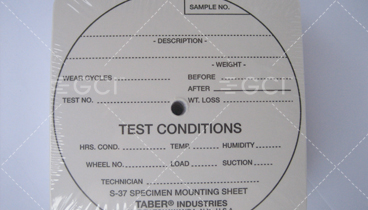 SAMPLE NO.
- DESCRIPTION -
- WEIGHT -
WEAR CYCLES BEFORE
AFTER
TEST NO. WT. LOSS
GCI GCI
TEST CONDITIONS
HRS. COND. TEMP. HUMIDITY
WHEEL NO. LOAD SUCTION
TECHNICIAN
S-37 SPECIMEN MOUNTING SHEET
TABER® INDUSTRIES